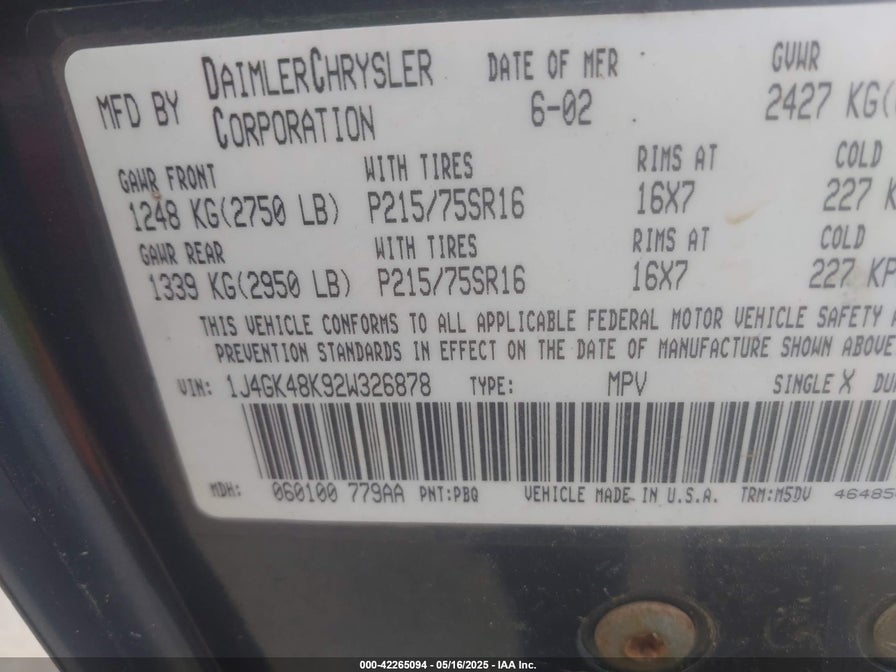 MFD BY DAIMLERCHRYSLER CORPORATION DATE OF MFR 6-02 GVWR 2427 KG(
GAWR FRONT WITH TIRES RIMS AT COLD
1248 KG(2750 LB) P215/75SR16 16X7 227 K
GAWR REAR WITH TIRES RIMS AT COLD
1339 KG(2950 LB) P215/75SR16 16X7 227 KP
THIS VEHICLE CONFORMS TO ALL APPLICABLE FEDERAL MOTOR VEHICLE SAFETY A
PREVENTION STANDARDS IN EFFECT ON THE DATE OF MANUFACTURE SHOWN ABOVE
VIN: 1J4GK48K92W326878 TYPE: MPV SINGLE X DU
MDH: 060100 779AA PNT:PBQ VEHICLE MADE IN U.S.A. TRM:M5DV 46485
000-42265094 - 05/16/2025 - IAA Inc.